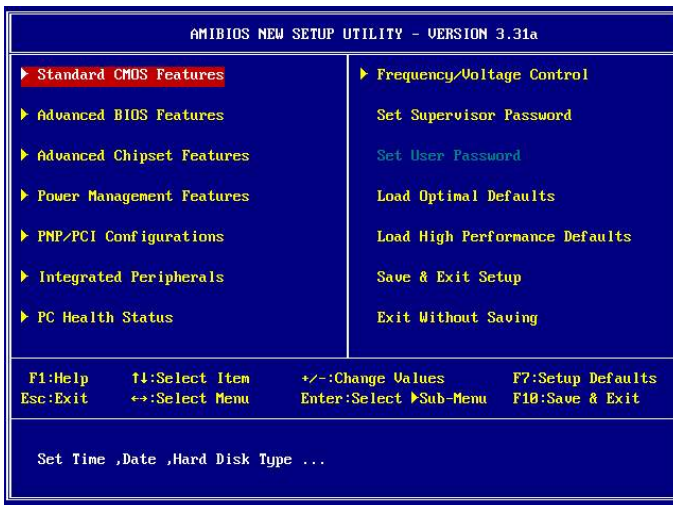 AMIBIOS NEW SETUP UTILITY - VERSION 3.31a
▶ Standard CMOS Features
▶ Advanced BIOS Features
▶ Advanced Chipset Features
▶ Power Management Features
▶ PNP/PCI Configurations
▶ Integrated Peripherals
▶ PC Health Status
▶ Frequency/Voltage Control
Set Supervisor Password
Set User Password
Load Optimal Defaults
Load High Performance Defaults
Save & Exit Setup
Exit Without Saving
F1:Help ↑↓:Select Item +/-:Change Values F7:Setup Defaults
Esc:Exit ↔:Select Menu Enter:Select ▶Sub-Menu F10:Save & Exit
Set Time ,Date ,Hard Disk Type ...